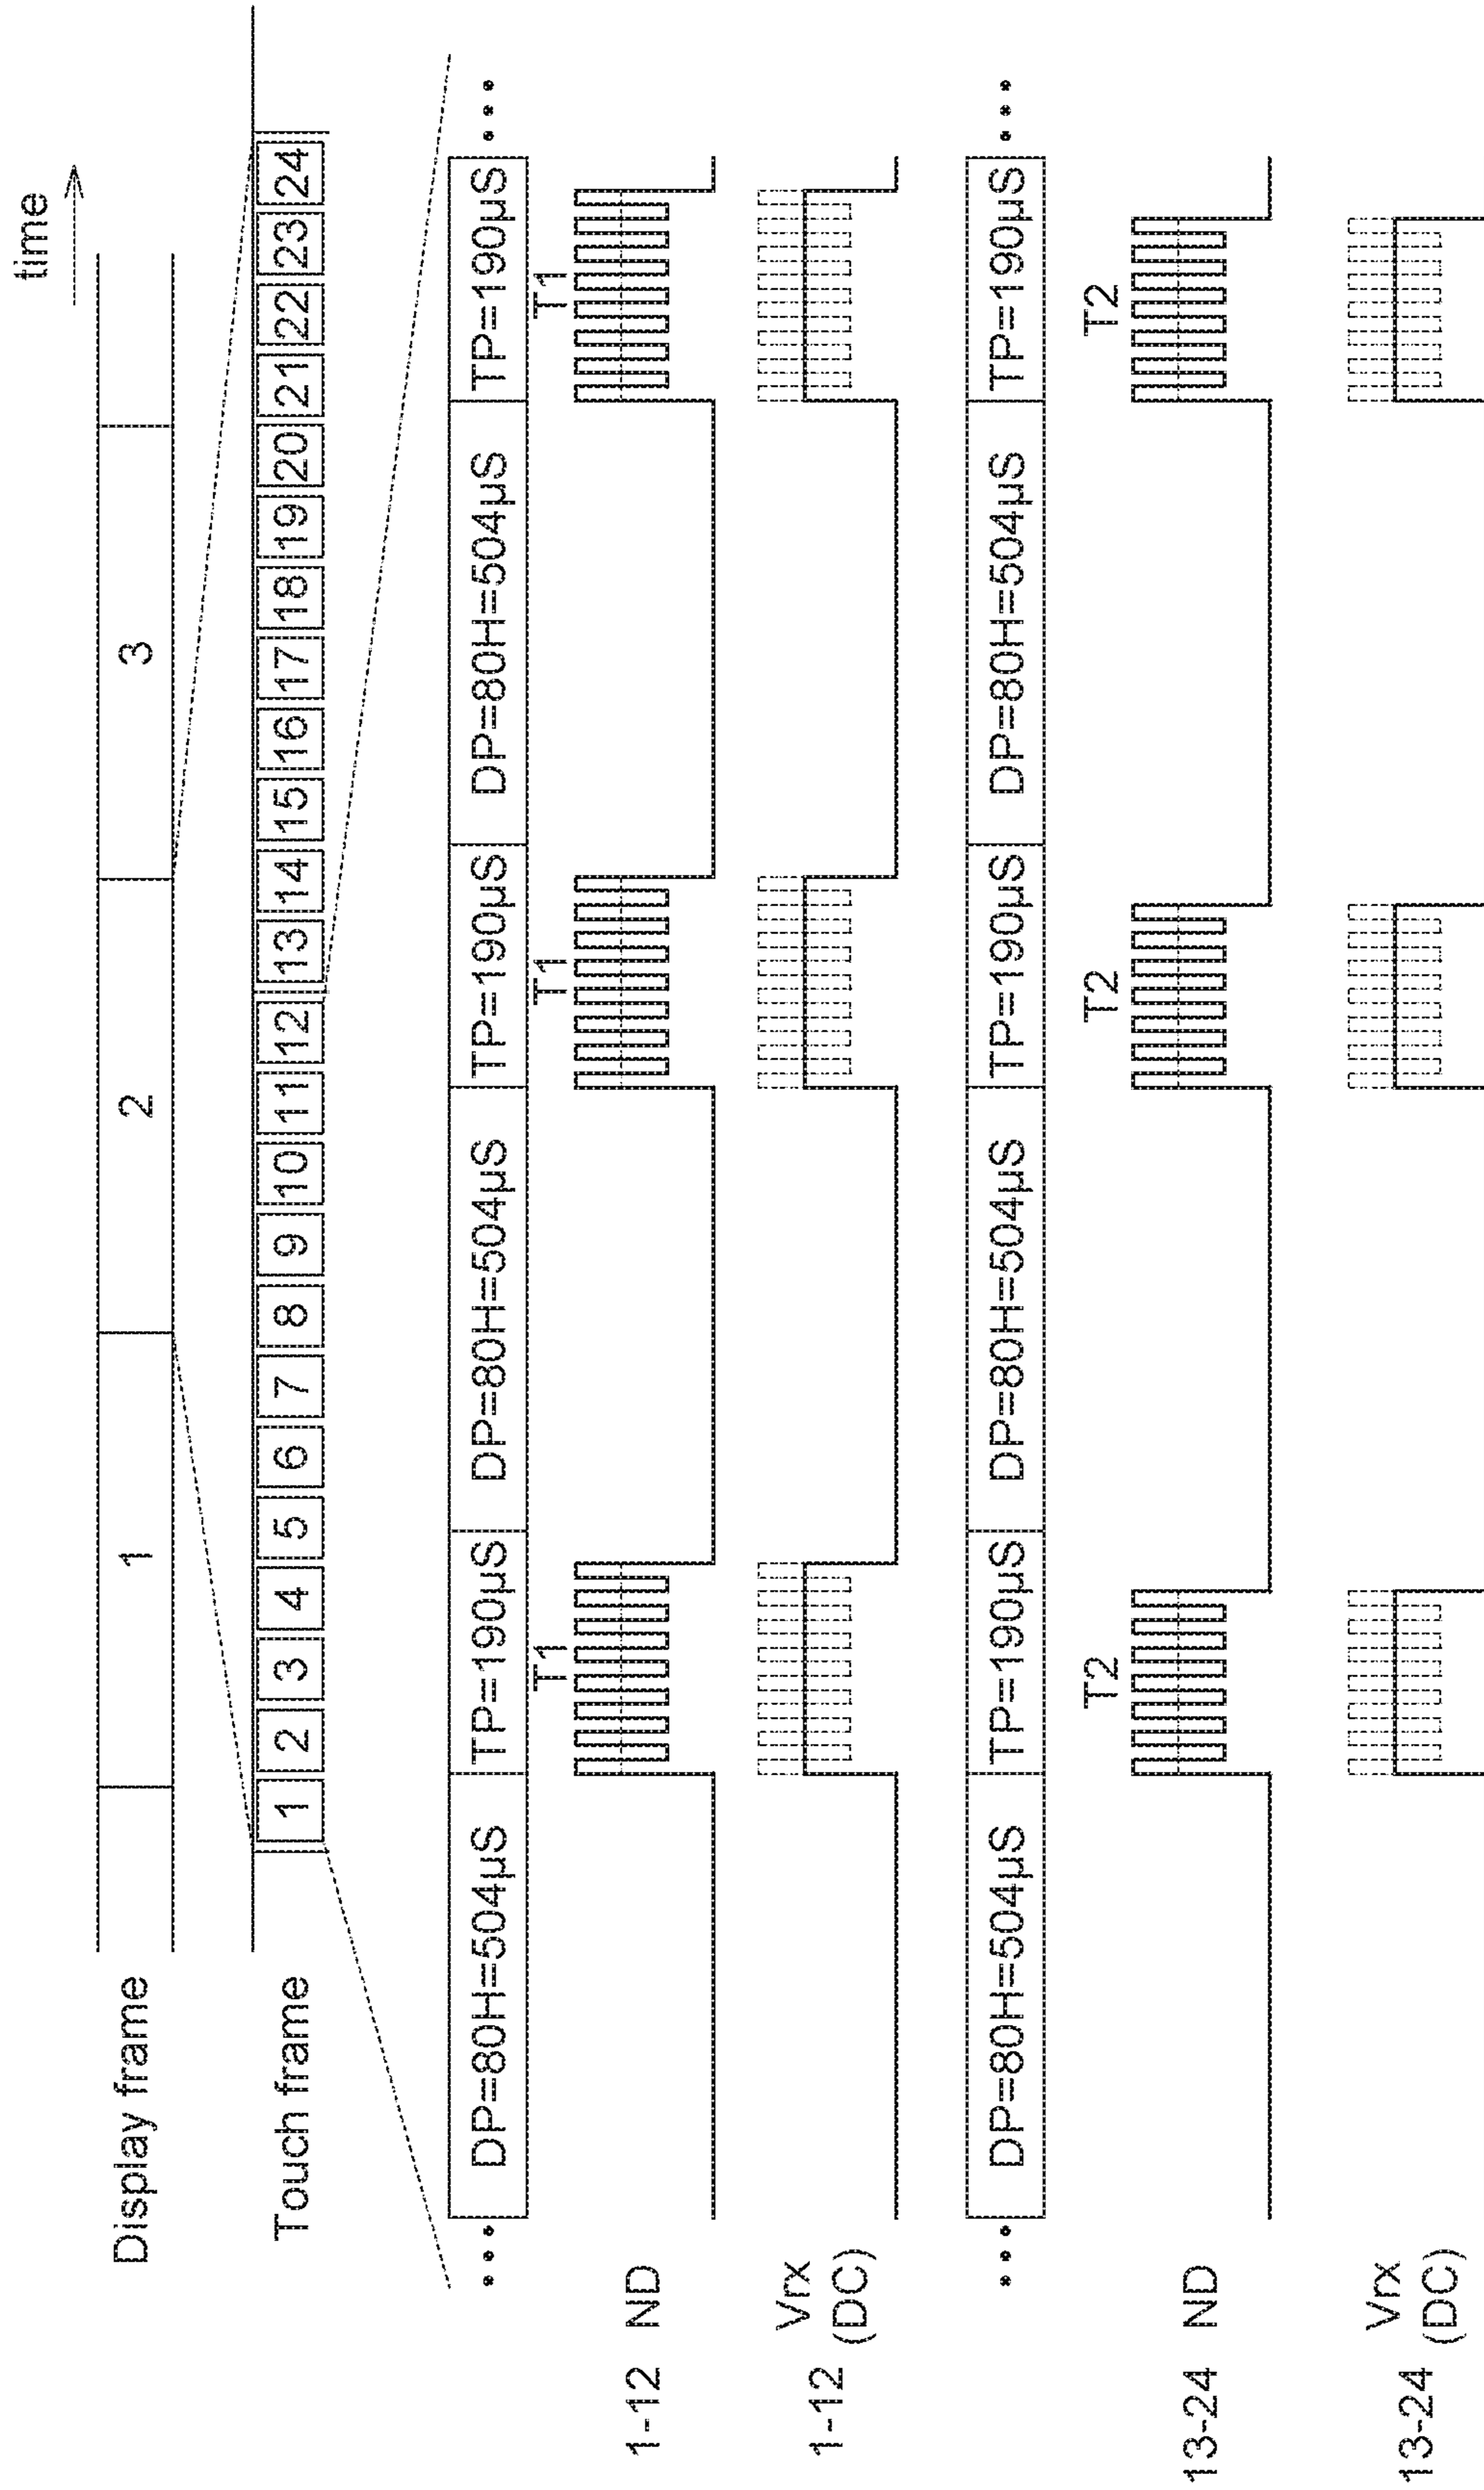 time
Display frame 1 2 3
Touch frame 1 2 3 4 5 6 7 8 9 10 11 12 13 14 15 16 17 18 19 20 21 22 23 24
••• DP=80H=504µS TP=190µS DP=80H=504µS TP=190µS DP=80H=504µS TP=190µS •••
T1 T1 T1
1-12 ND
Vrx
1-12 (DC)
••• DP=80H=504µS TP=190µS DP=80H=504µS TP=190µS DP=80H=504µS TP=190µS •••
T2 T2 T2
13-24 ND
Vrx
13-24 (DC)